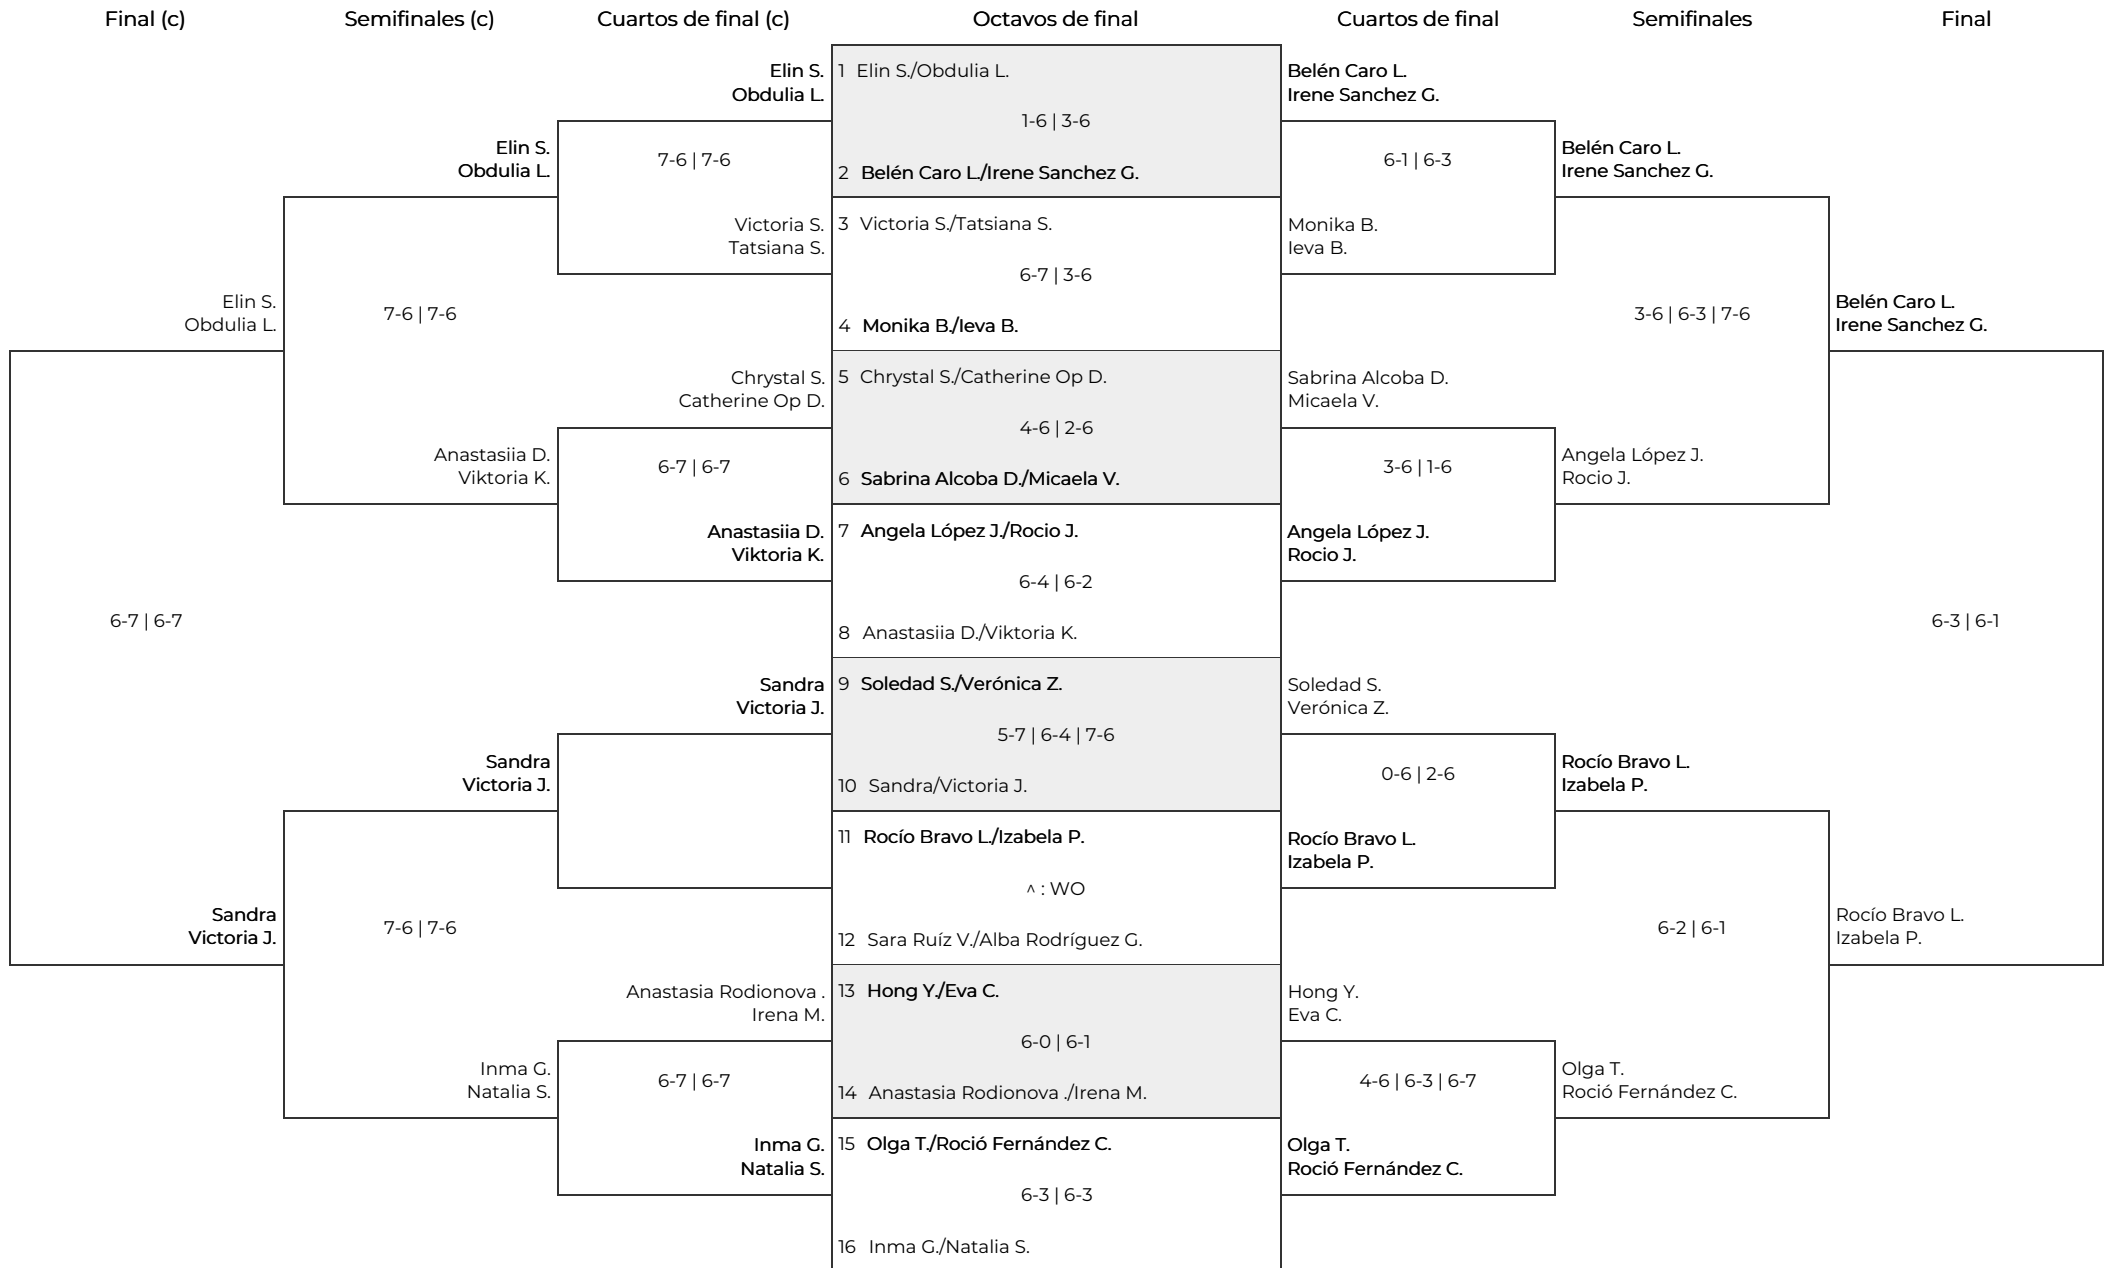 Final (c)
Semifinales (c)
Cuartos de final (c)
Octavos de final
Cuartos de final
Semifinales
Final
Elin S.
Obdulia L.
6-7 | 6-7
Sandra
Victoria J.
Elin S.
Obdulia L.
7-6 | 7-6
Anastasiia D.
Viktoria K.
Sandra
Victoria J.
7-6 | 7-6
Inma G.
Natalia S.
Elin S.
Obdulia L.
7-6 | 7-6
Victoria S.
Tatsiana S.
Chrystal S.
Catherine Op D.
6-7 | 6-7
Anastasiia D.
Viktoria K.
Sandra
Victoria J.
Anastasia Rodionova .
Irena M.
6-7 | 6-7
Inma G.
Natalia S.
1 Elin S./Obdulia L.
1-6 | 3-6
2 Belén Caro L./Irene Sanchez G.
3 Victoria S./Tatsiana S.
6-7 | 3-6
4 Monika B./Ieva B.
5 Chrystal S./Catherine Op D.
4-6 | 2-6
6 Sabrina Alcoba D./Micaela V.
7 Angela López J./Rocio J.
6-4 | 6-2
8 Anastasiia D./Viktoria K.
9 Soledad S./Verónica Z.
5-7 | 6-4 | 7-6
10 Sandra/Victoria J.
11 Rocío Bravo L./Izabela P.
^ : WO
12 Sara Ruíz V./Alba Rodríguez G.
13 Hong Y./Eva C.
6-0 | 6-1
14 Anastasia Rodionova ./Irena M.
15 Olga T./Roció Fernández C.
6-3 | 6-3
16 Inma G./Natalia S.
Belén Caro L.
Irene Sanchez G.
6-1 | 6-3
Monika B.
Ieva B.
Sabrina Alcoba D.
Micaela V.
3-6 | 1-6
Angela López J.
Rocio J.
Soledad S.
Verónica Z.
0-6 | 2-6
Rocío Bravo L.
Izabela P.
Hong Y.
Eva C.
4-6 | 6-3 | 6-7
Olga T.
Roció Fernández C.
Belén Caro L.
Irene Sanchez G.
3-6 | 6-3 | 7-6
Angela López J.
Rocio J.
Rocío Bravo L.
Izabela P.
6-2 | 6-1
Olga T.
Roció Fernández C.
Belén Caro L.
Irene Sanchez G.
6-3 | 6-1
Rocío Bravo L.
Izabela P.